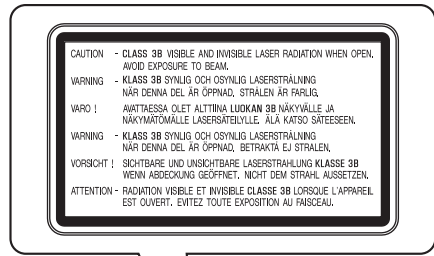 CAUTION - CLASS 3B VISIBLE AND INVISIBLE LASER RADIATION WHEN OPEN.
AVOID EXPOSURE TO BEAM.
VARNING - KLASS 3B SYNLIG OCH OSYNLIG LASERSTRÅLNING
NÄR DENNA DEL ÄR ÖPPNAD, STRÅLEN ÄR FARLIG.
VARO ! AVATTAESSA OLET ALTTIINA LUOKAN 3B NÄKYVÄLLE JA
NÄKYMÄTÖMÄLLE LASERSÄTEILYLLE. ÄLÄ KATSO SÄTEESEEN.
VARNING - KLASS 3B SYNLIG OCH OSYNLIG LASERSTRÅLNING
NÄR DENNA DEL ÄR ÖPPNAD, BETRAKTA EJ STRÅLEN.
VORSICHT ! SICHTBARE UND UNSICHTBARE LASERSTRAHLUNG KLASSE 3B
WENN ABDECKUNG GEÖFFNET. NICHT DEM STRAHL AUSSETZEN.
ATTENTION - RADIATION VISIBLE ET INVISIBLE CLASSE 3B LORSQUE L'APPAREIL
EST OUVERT. EVITEZ TOUTE EXPOSITION AU FAISCEAU.